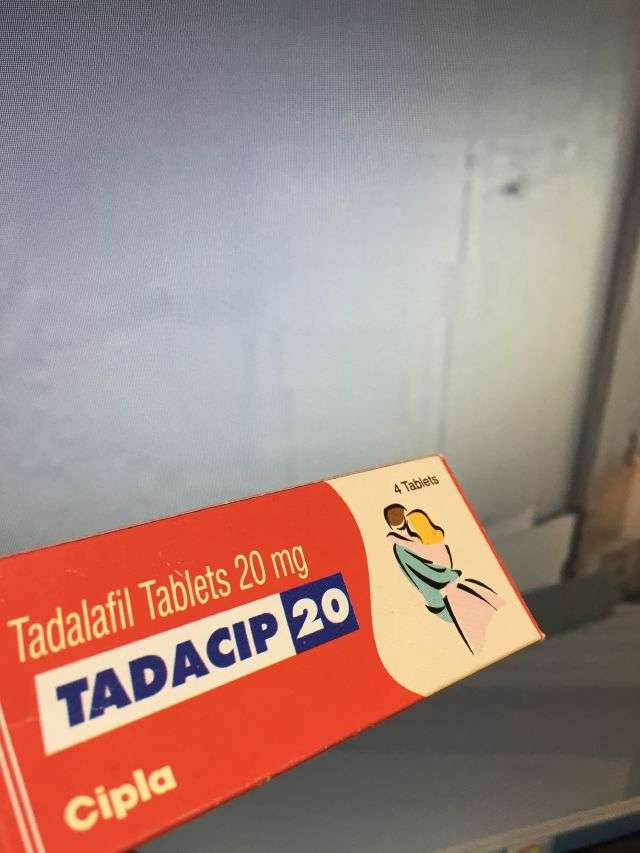 4 Tablets
Tadalafil Tablets 20 mg
TADACIP 20
Cipla